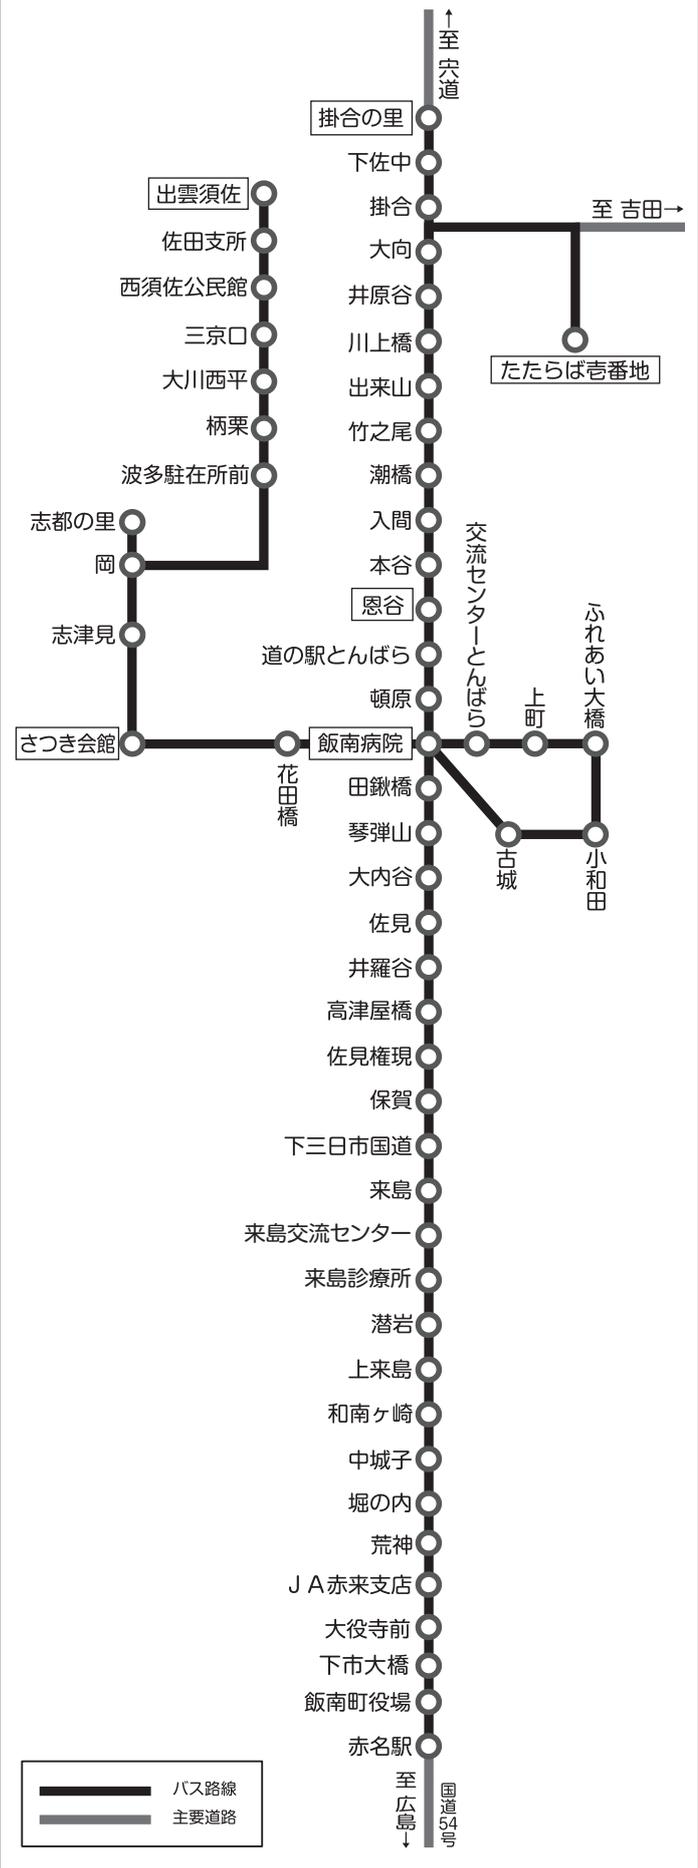 ←至 宍道
掛合の里
下佐中
掛合
至 吉田→
大向
井原谷
川上橋
出来山
竹之尾
潮橋
入間
本谷
恩谷
道の駅とんばら
頓原
飯南病院
田鍬橋
琴弾山
大内谷
佐見
井羅谷
高津屋橋
佐見権現
保賀
下三日市国道
来島
来島交流センター
来島診療所
潜岩
上来島
和南ヶ崎
中城子
堀の内
荒神
ＪＡ赤来支店
大役寺前
下市大橋
飯南町役場
赤名駅
至 広島→
国道54号
たたらば壱番地
出雲須佐
佐田支所
西須佐公民館
三京口
大川西平
柄栗
波多駐在所前
志都の里
岡
志津見
さつき会館
花田橋
交流センターとんばら
上町
ふれあい大橋
小和田
古城
バス路線
主要道路